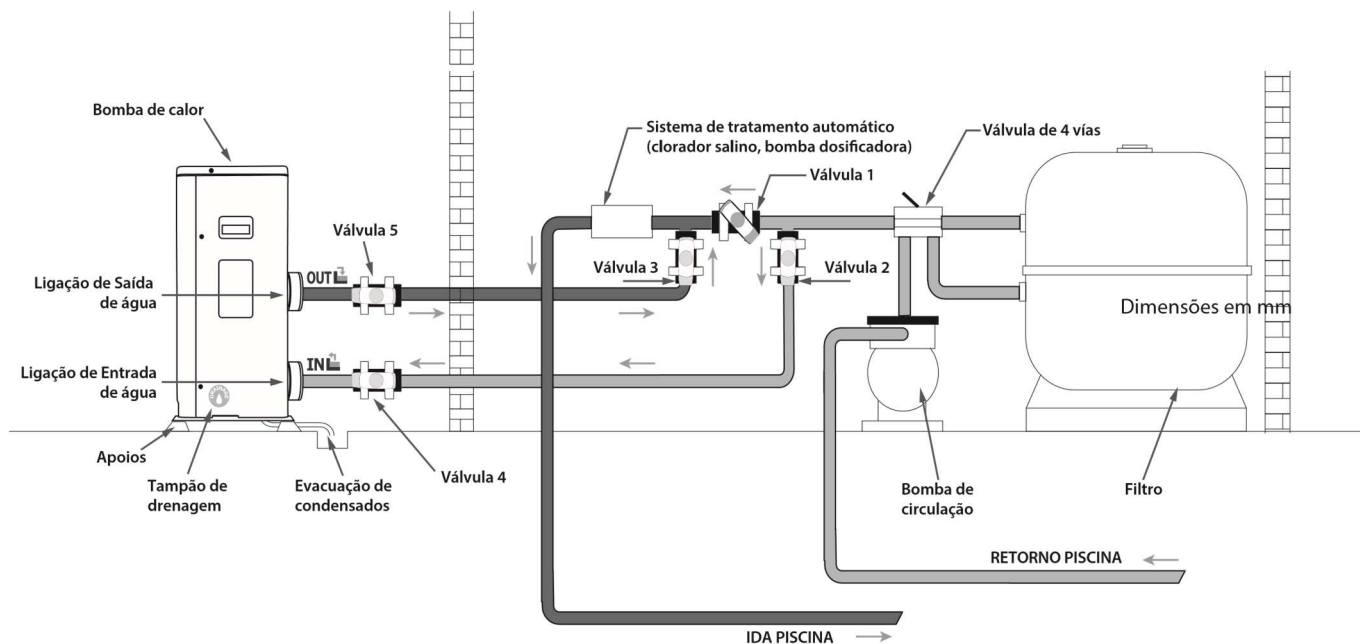 Bomba de calor
Sistema de tratamento automático
(clorador salino, bomba dosificadora)
Válvula de 4 vías
Válvula 1
Válvula 5
Válvula 3
Válvula 2
OUT
Ligação de Saída
de água
Dimensões em mm
IN
Ligação de Entrada
de água
Apoios
Tampão de
drenagem
Evacuação de
condensados
Válvula 4
Bomba de
circulação
Filtro
RETORNO PISCINA
IDA PISCINA